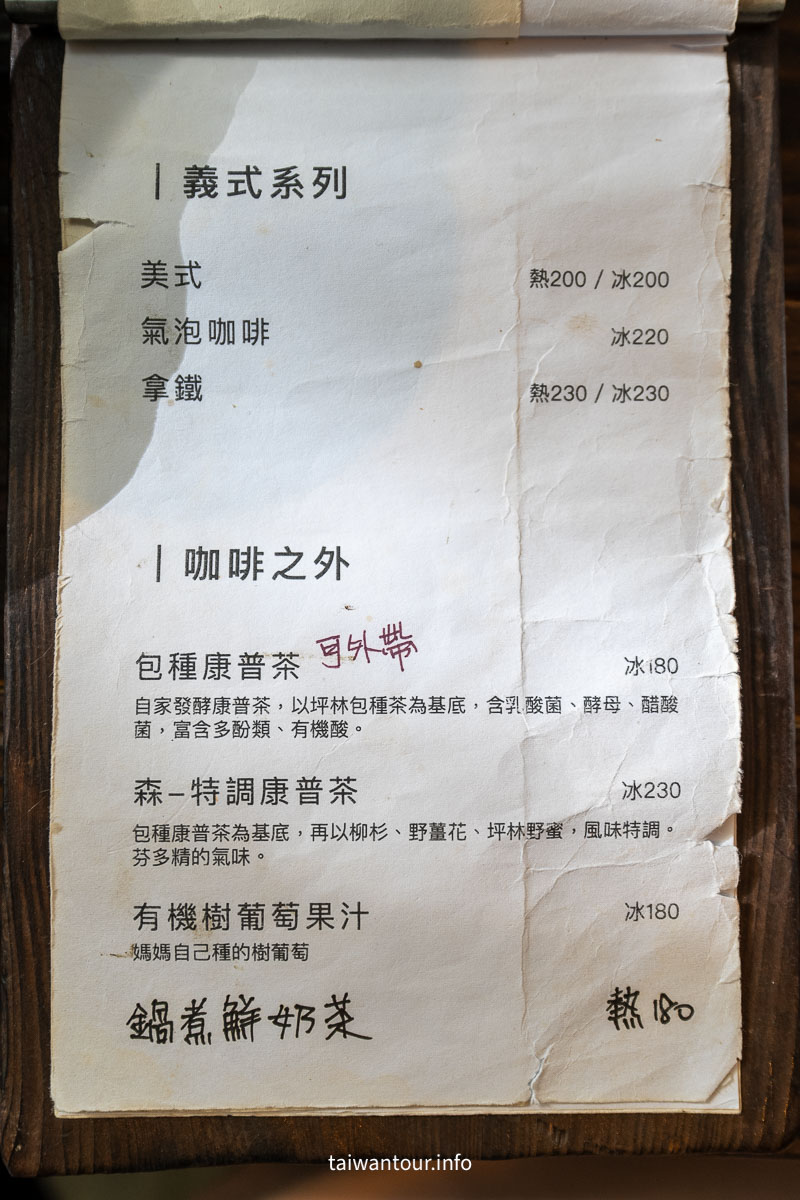 | 義式系列
美式 熱200 / 冰200
氣泡咖啡 冰220
拿鐵 熱230 / 冰230
| 咖啡之外
包種康普茶 可外帶 冰180
自家發酵康普茶，以坪林包種茶為基底，含乳酸菌、酵母、醋酸
菌，富含多酚類、有機酸。
森–特調康普茶 冰230
包種康普茶為基底，再以柳杉、野薑花、坪林野蜜，風味特調。
芬多精的氣味。
有機樹葡萄果汁 冰180
媽媽自己種的樹葡萄
鍋煮鮮奶茶 熱180
taiwantour.info